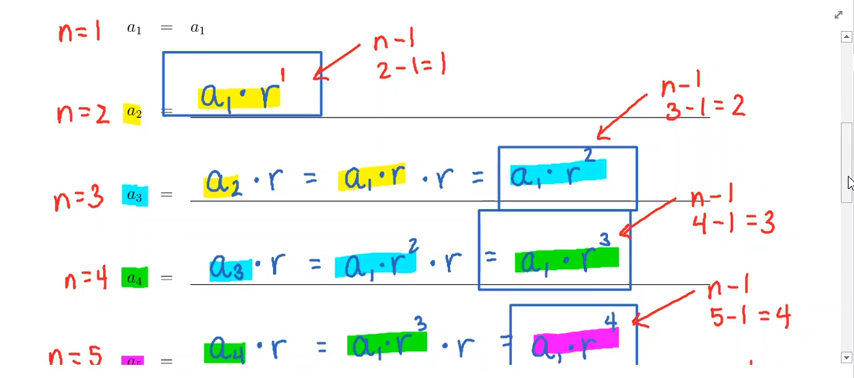 n=1 a₁ = a₁
n-1
2-1=1
n=2 a₂ = a₁·r¹
n-1
3-1=2
n=3 a₃ = a₂·r = a₁·r·r = a₁·r²
n-1
4-1=3
n=4 a₄ = a₃·r = a₁·r²·r = a₁·r³
n-1
5-1=4
n=5 a₅ = a₄·r = a₁·r³·r = a₁·r⁴